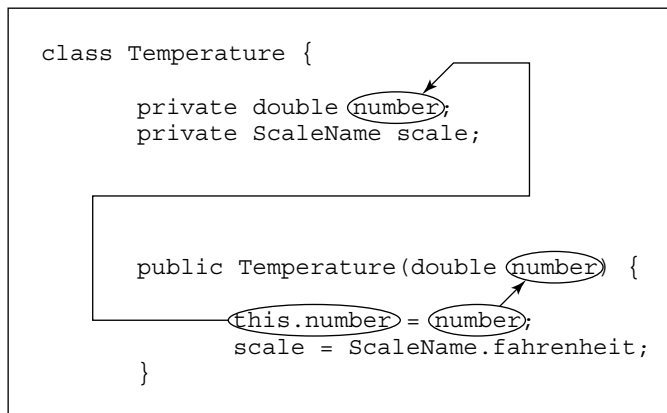 class Temperature {
private double number;
private ScaleName scale;
public Temperature(double number) {
this.number = number;
scale = ScaleName.fahrenheit;
}